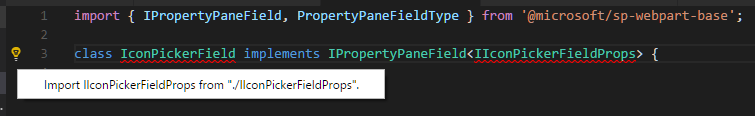 1 import { IPropertyPaneField, PropertyPaneFieldType } from '@microsoft/sp-webpart-base';
2
3 class IconPickerField implements IPropertyPaneField<IIconPickerFieldProps> {
Import IIconPickerFieldProps from "./IIconPickerFieldProps".